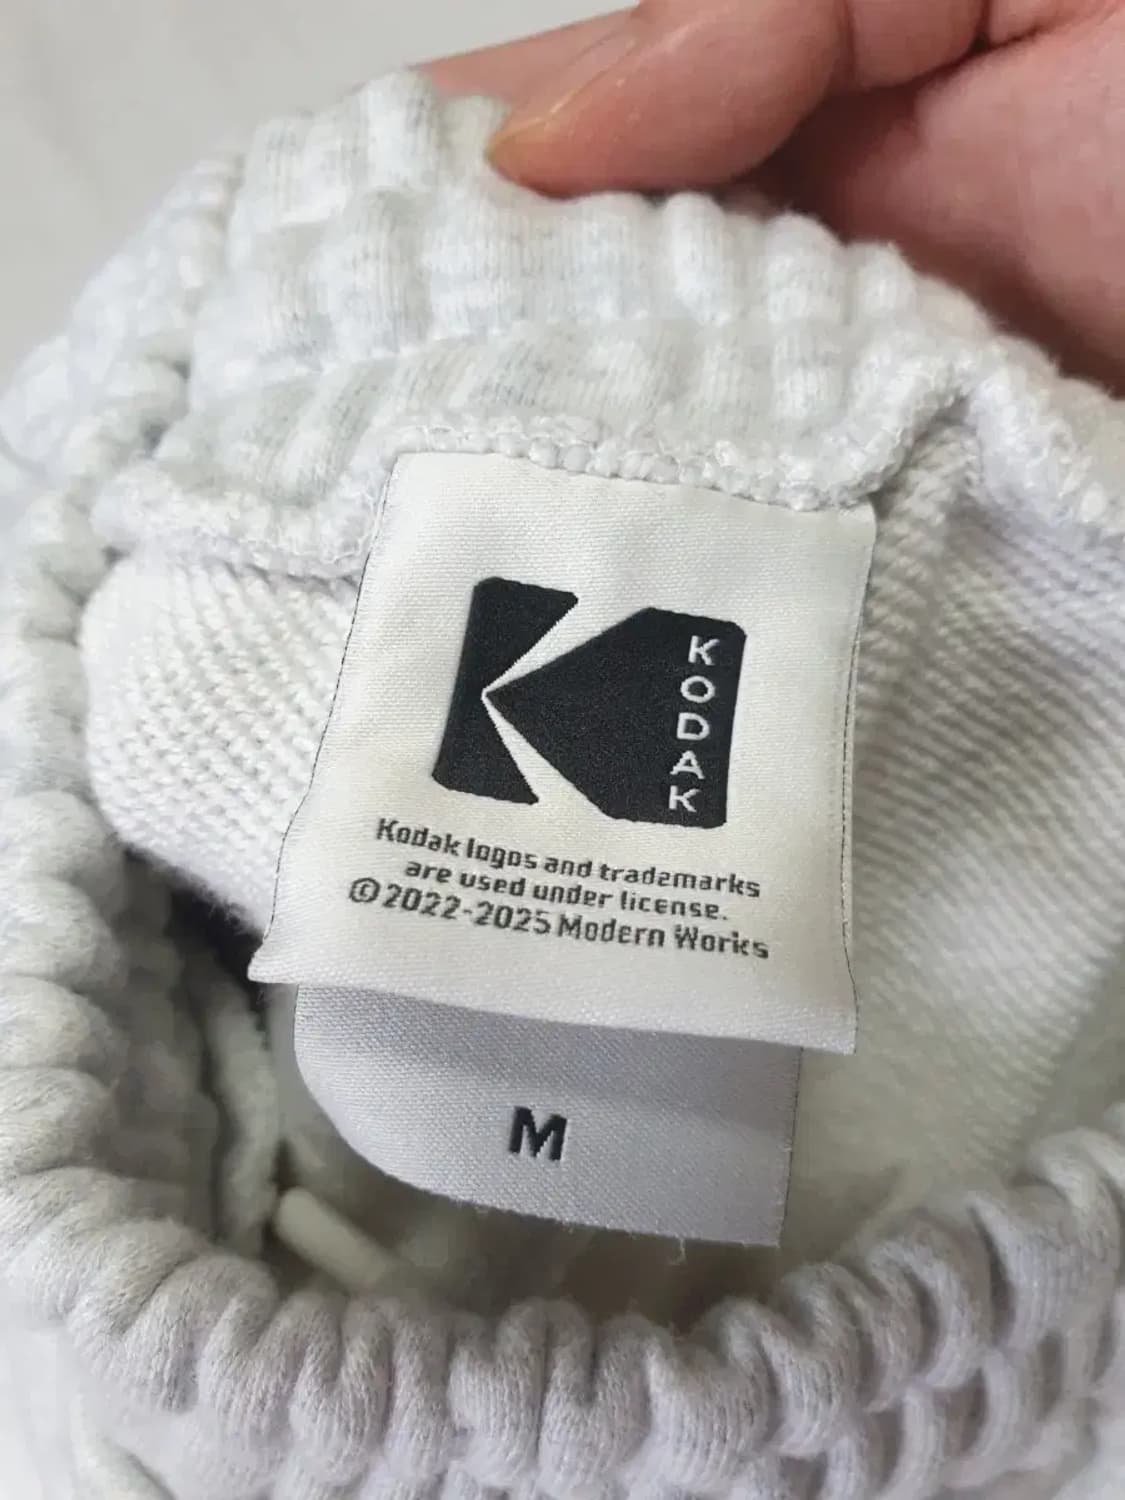 KODAK
Kodak logos and trademarks
are used under license.
©2022-2025 Modern Works
M